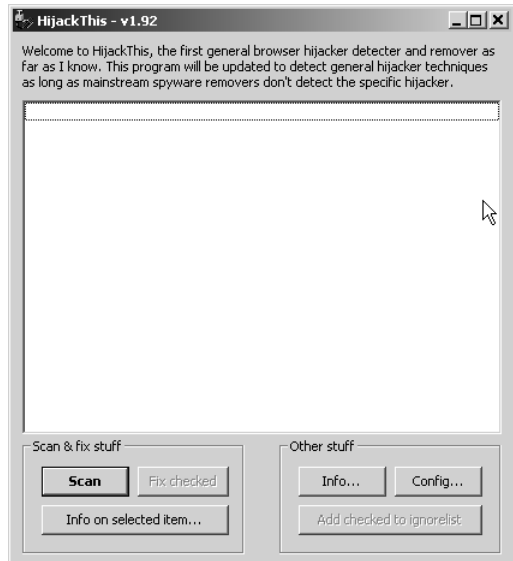 HijackThis - v1.92
Welcome to HijackThis, the first general browser hijacker detecter and remover as
far as I know. This program will be updated to detect general hijacker techniques
as long as mainstream spyware removers don't detect the specific hijacker.
Scan & fix stuff
Scan
Fix checked
Info on selected item...
Other stuff
Info...
Config...
Add checked to ignorelist